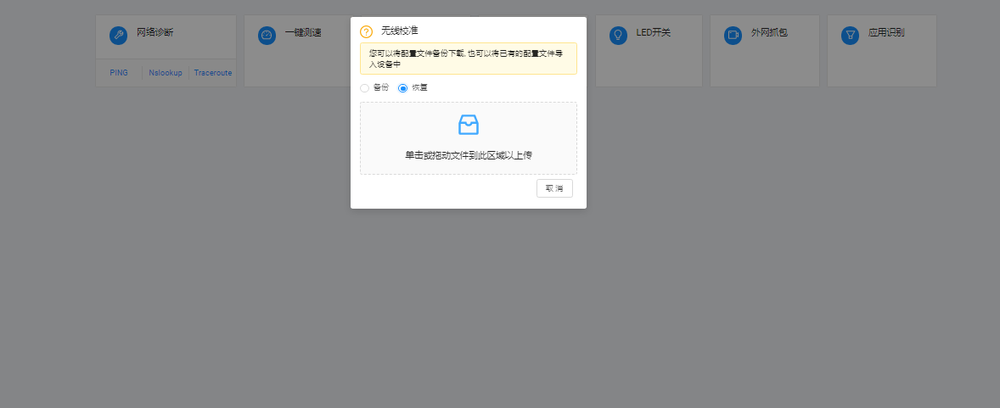 网络诊断
一键测速
LED开关
外网抓包
应用识别
PING
Nslookup
Traceroute
无线校准
您可以将配置文件备份下载, 也可以将已有的配置文件导
入设备中
备份
恢复
单击或拖动文件到此区域以上传
取 消